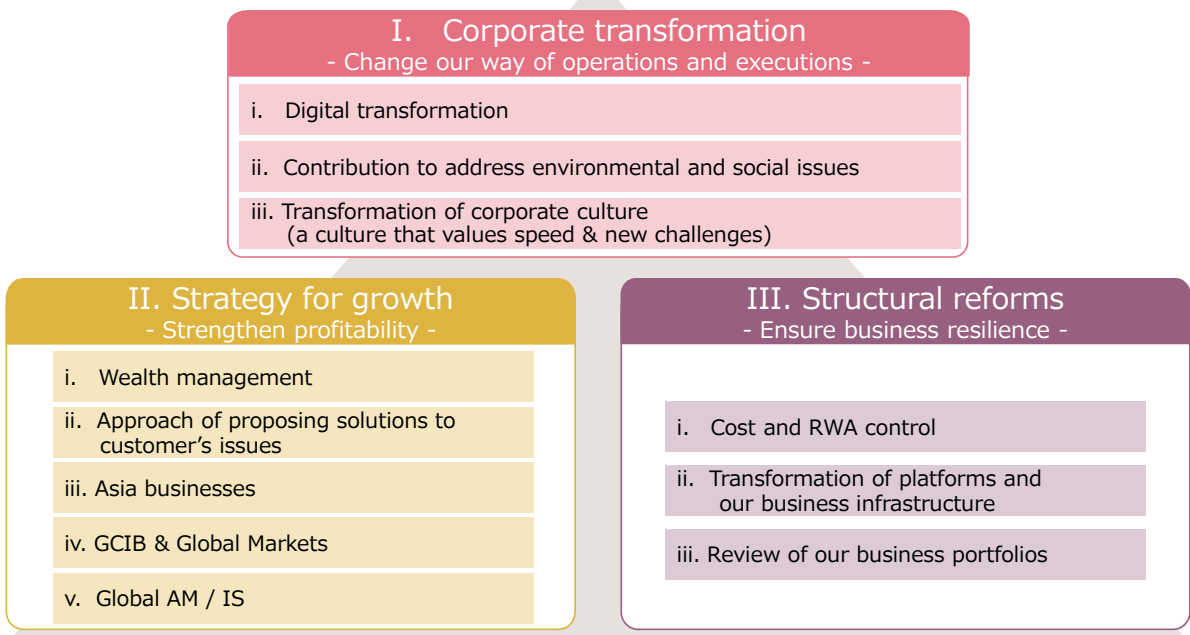 I. Corporate transformation
- Change our way of operations and executions -
i. Digital transformation
ii. Contribution to address environmental and social issues
iii. Transformation of corporate culture
(a culture that values speed & new challenges)
II. Strategy for growth
- Strengthen profitability -
i. Wealth management
ii. Approach of proposing solutions to
customer’s issues
iii. Asia businesses
iv. GCIB & Global Markets
v. Global AM / IS
III. Structural reforms
- Ensure business resilience -
i. Cost and RWA control
ii. Transformation of platforms and
our business infrastructure
iii. Review of our business portfolios